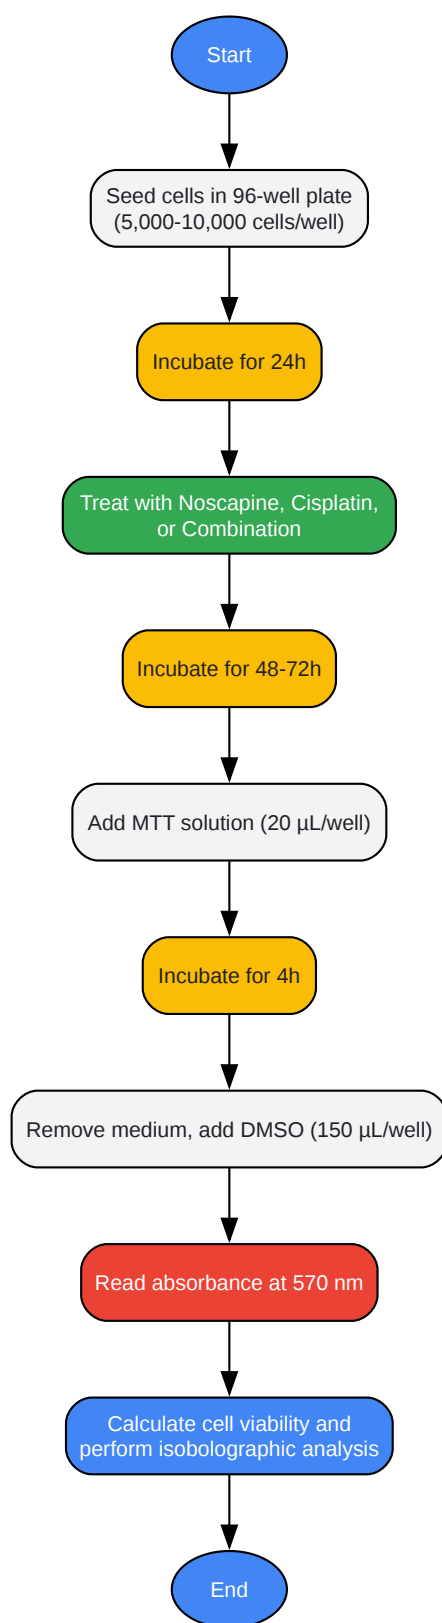 Start
Seed cells in 96-well plate
(5,000-10,000 cells/well)
Incubate for 24h
Treat with Noscapine, Cisplatin,
or Combination
Incubate for 48-72h
Add MTT solution (20 µL/well)
Incubate for 4h
Remove medium, add DMSO (150 µL/well)
Read absorbance at 570 nm
Calculate cell viability and
perform isobolographic analysis
End